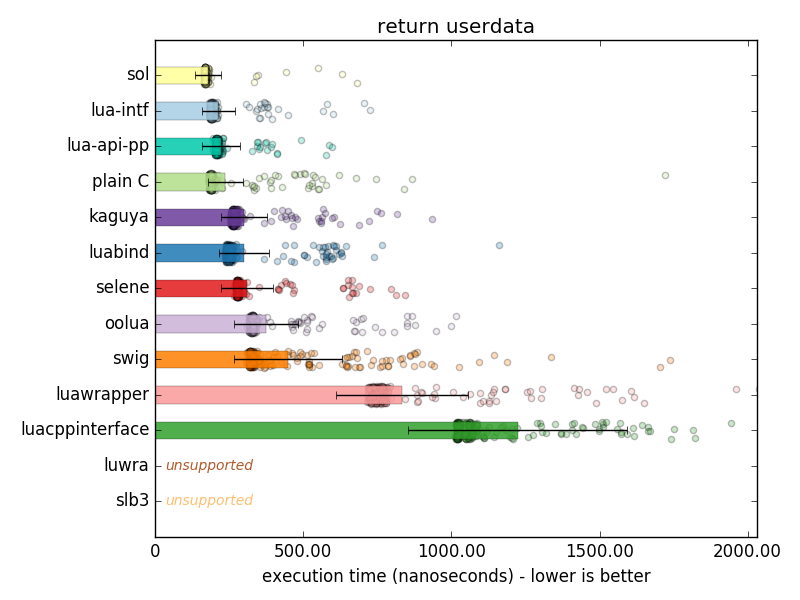 return userdata
sol
lua-intf
lua-api-pp
plain C
kaguya
luabind
selene
oolua
swig
luawrapper
luacppinterface
luwra unsupported
slb3 unsupported
0 500.00 1000.00 1500.00 2000.00
execution time (nanoseconds) - lower is better